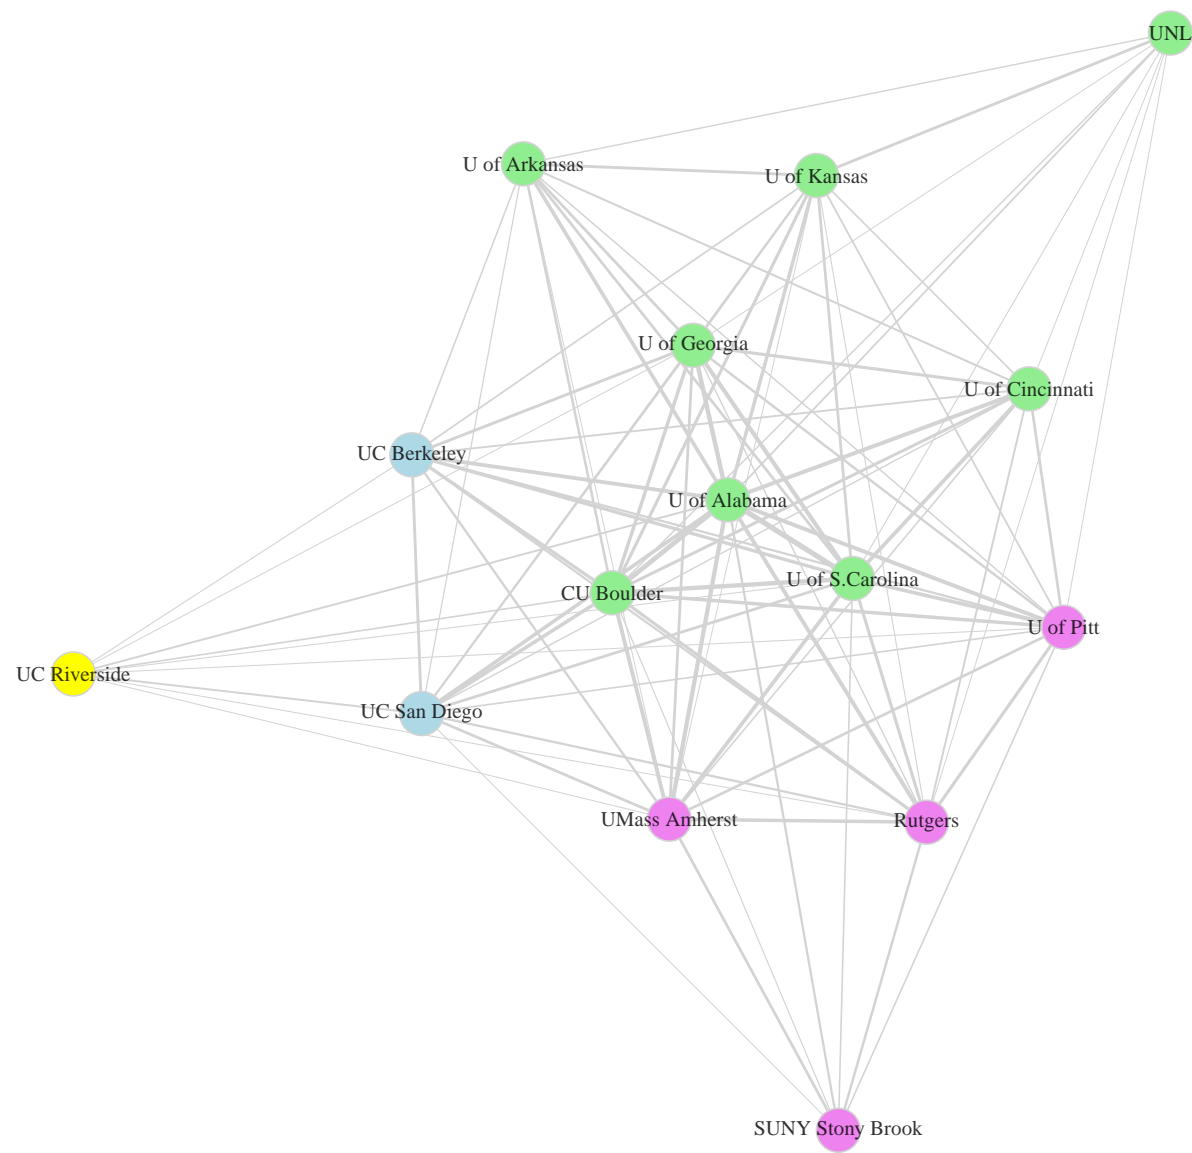 UNL
U of Arkansas
U of Kansas
U of Georgia
U of Cincinnati
UC Berkeley
U of Alabama
U of S.Carolina
CU Boulder
U of Pitt
UC Riverside
UC San Diego
UMass Amherst
Rutgers
SUNY Stony Brook